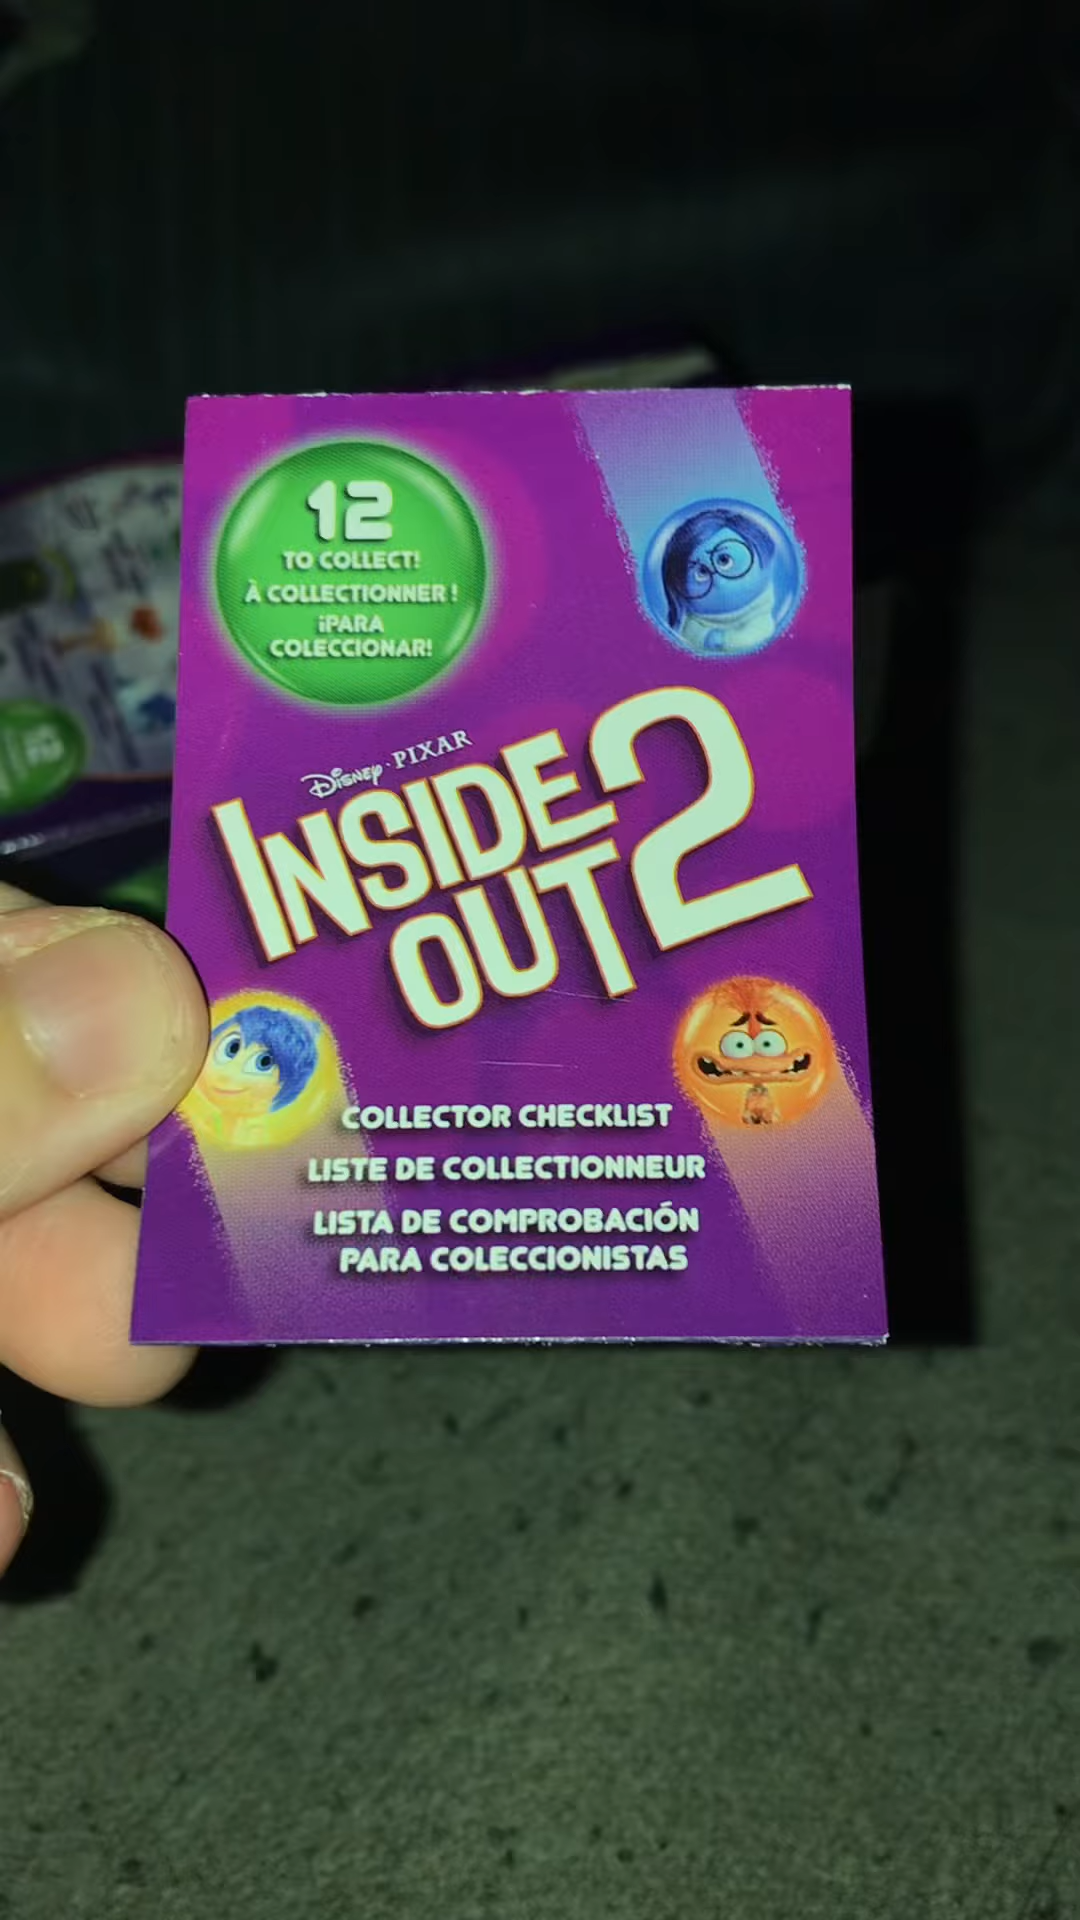 12
TO COLLECT!
À COLLECTIONNER !
¡PARA
COLECCIONAR!
DISNEY · PIXAR
INSIDE
OUT 2
COLLECTOR CHECKLIST
LISTE DE COLLECTIONNEUR
LISTA DE COMPROBACIÓN
PARA COLECCIONISTAS